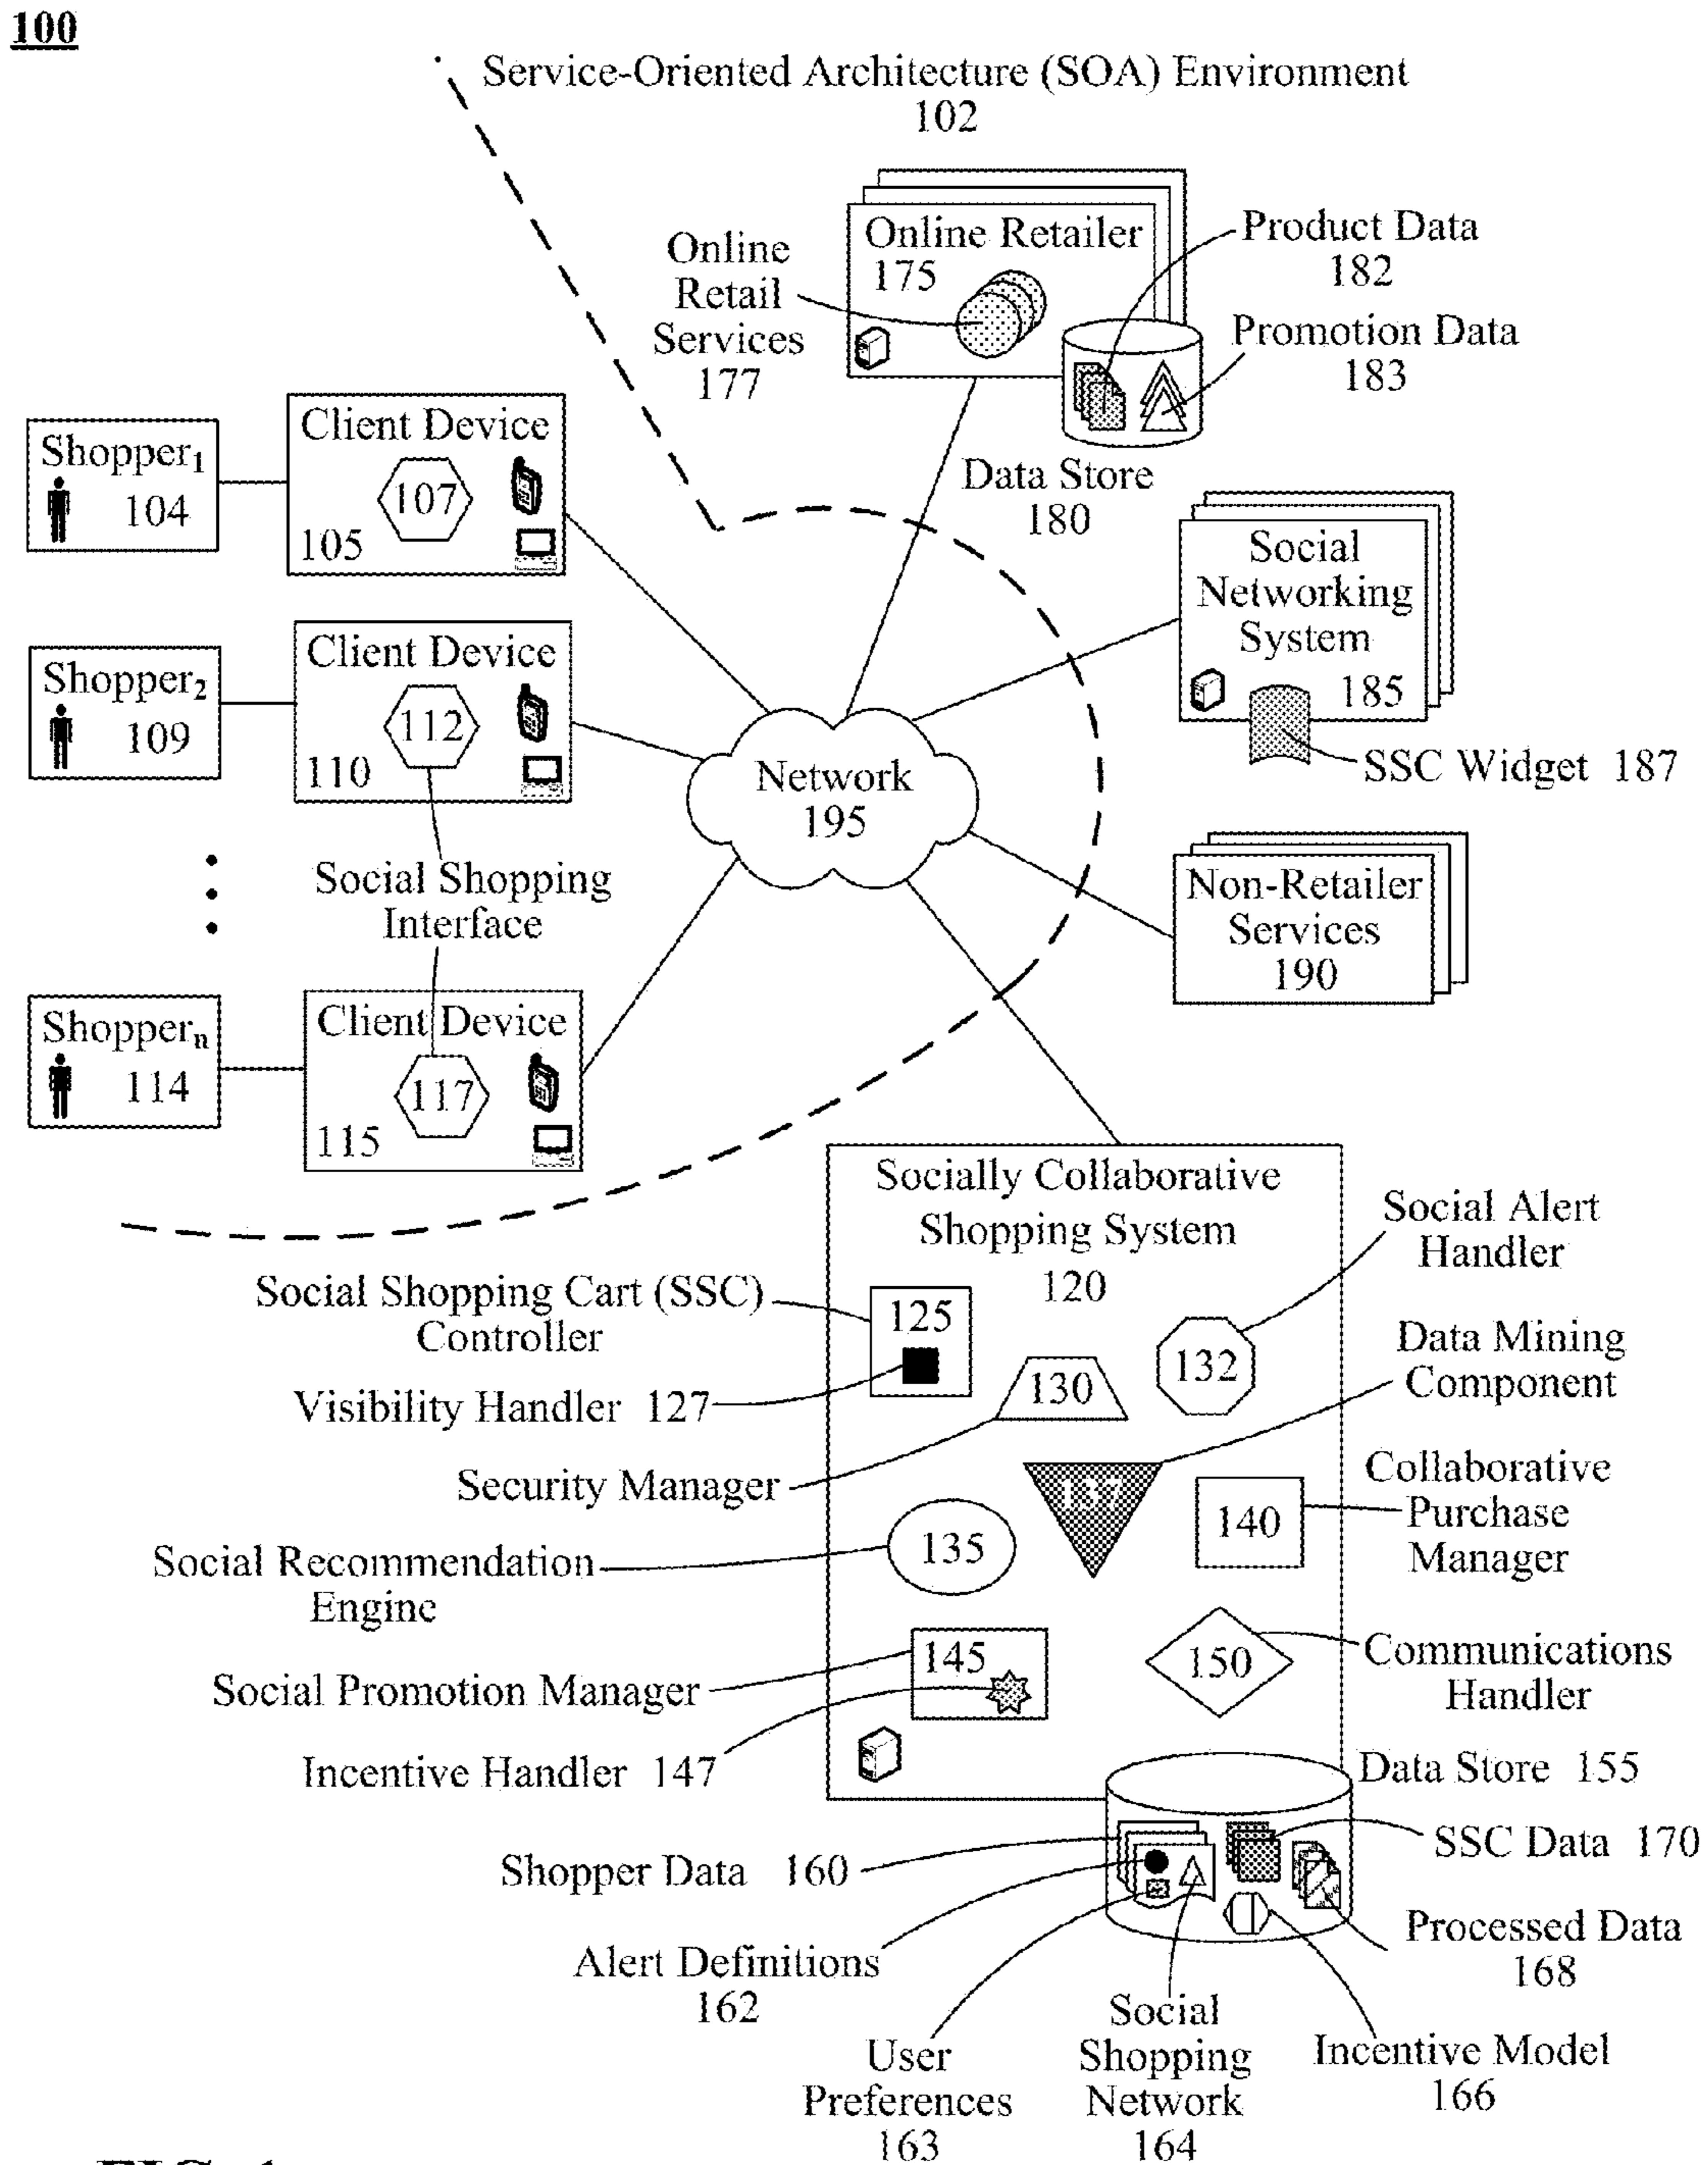 100
Service-Oriented Architecture (SOA) Environment
102
Online Retailer
175
Online
Retail
Services
177
Product Data
182
Promotion Data
183
Data Store
180
Shopper1
104
Client Device
107
105
Shopper2
109
Client Device
112
110
Social Shopping
Interface
Shoppern
114
Client Device
117
115
Network
195
Social
Networking
System
185
SSC Widget 187
Non-Retailer
Services
190
Socially Collaborative
Shopping System
120
Social Shopping Cart (SSC)
Controller
125
Visibility Handler 127
Security Manager
130
Social Alert
Handler
132
Data Mining
Component
137
Social Recommendation
Engine
135
Collaborative
Purchase
Manager
140
Social Promotion Manager
145
Incentive Handler 147
Communications
Handler
150
Data Store 155
Shopper Data 160
SSC Data 170
Alert Definitions
162
Processed Data
168
User
Preferences
163
Social
Shopping
Network
164
Incentive Model
166